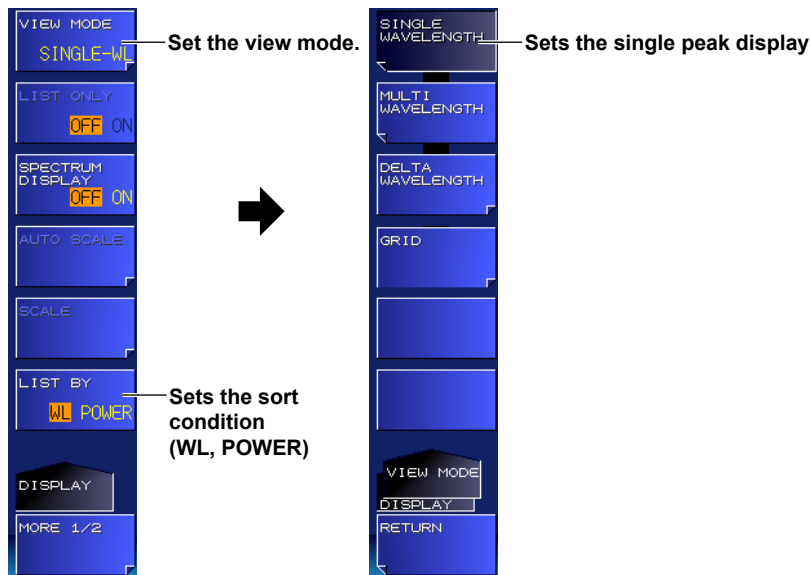 VIEW MODE
SINGLE-WL
Set the view mode.
LIST ONLY
OFF ON
SPECTRUM
DISPLAY
OFF ON
AUTO SCALE
SCALE
LIST BY
WL POWER
Sets the sort
condition
(WL, POWER)
DISPLAY
MORE 1/2
SINGLE
WAVELENGTH
Sets the single peak display
MULTI
WAVELENGTH
DELTA
WAVELENGTH
GRID
VIEW MODE
DISPLAY
RETURN